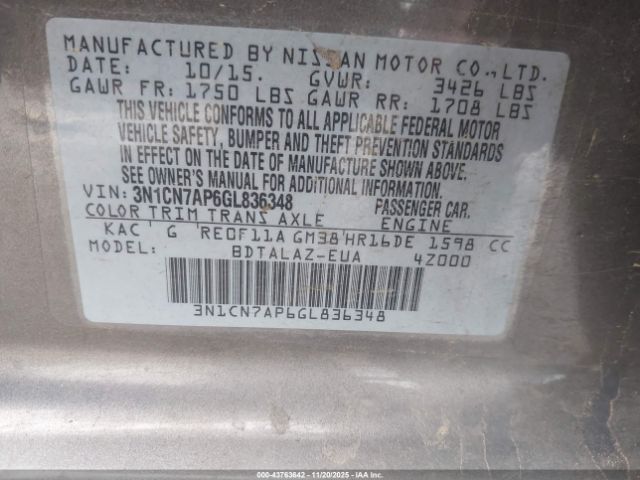 MANUFACTURED BY NISSAN MOTOR CO., LTD.
DATE: 10/15. GVWR: 3426 LBS
GAWR FR: 1750 LBS GAWR RR: 1708 LBS
THIS VEHICLE CONFORMS TO ALL APPLICABLE FEDERAL MOTOR
VEHICLE SAFETY, BUMPER AND THEFT PREVENTION STANDARDS
IN EFFECT ON THE DATE OF MANUFACTURE SHOWN ABOVE.
SEE OWNER'S MANUAL FOR ADDITIONAL INFORMATION
VIN: 3N1CN7AP6GL836348 PASSENGER CAR.
COLOR TRIM TRANS AXLE ENGINE
KAC G RE0F11A GM38 HR16DE 1598 CC
MODEL: BDTALAZ-EUA 4Z000
3N1CN7AP6GL836348
000-43763642 - 11/20/2025 - IAAI.COM